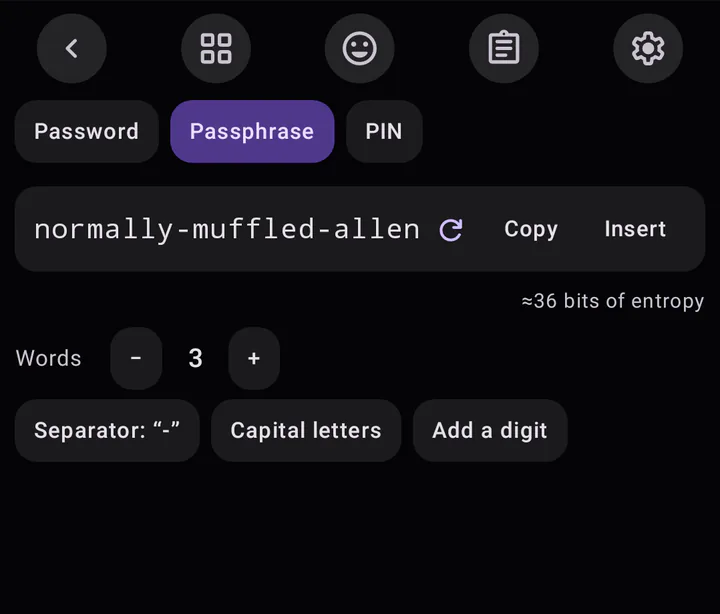 Password Passphrase PIN
normally-muffled-allen Copy Insert
≈36 bits of entropy
Words - 3 +
Separator: “-” Capital letters Add a digit